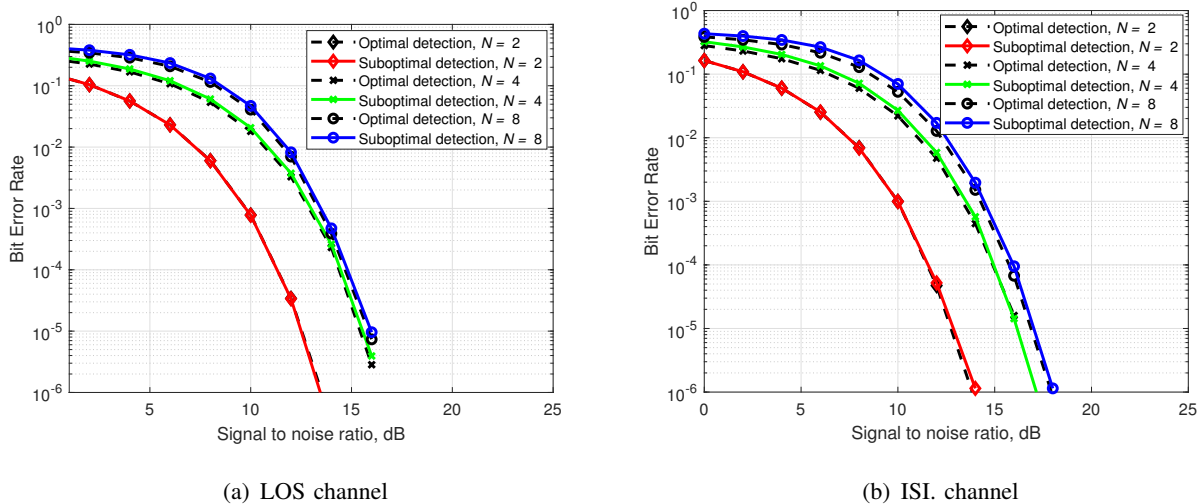 10^0
10^-1
10^-2
10^-3
10^-4
10^-5
10^-6
Bit Error Rate
5
10
15
20
25
Signal to noise ratio, dB
Optimal detection, N = 2
Suboptimal detection, N = 2
Optimal detection, N = 4
Suboptimal detection, N = 4
Optimal detection, N = 8
Suboptimal detection, N = 8
(a) LOS channel
10^0
10^-1
10^-2
10^-3
10^-4
10^-5
10^-6
Bit Error Rate
0
5
10
15
20
25
Signal to noise ratio, dB
Optimal detection, N = 2
Suboptimal detection, N = 2
Optimal detection, N = 4
Suboptimal detection, N = 4
Optimal detection, N = 8
Suboptimal detection, N = 8
(b) ISI. channel